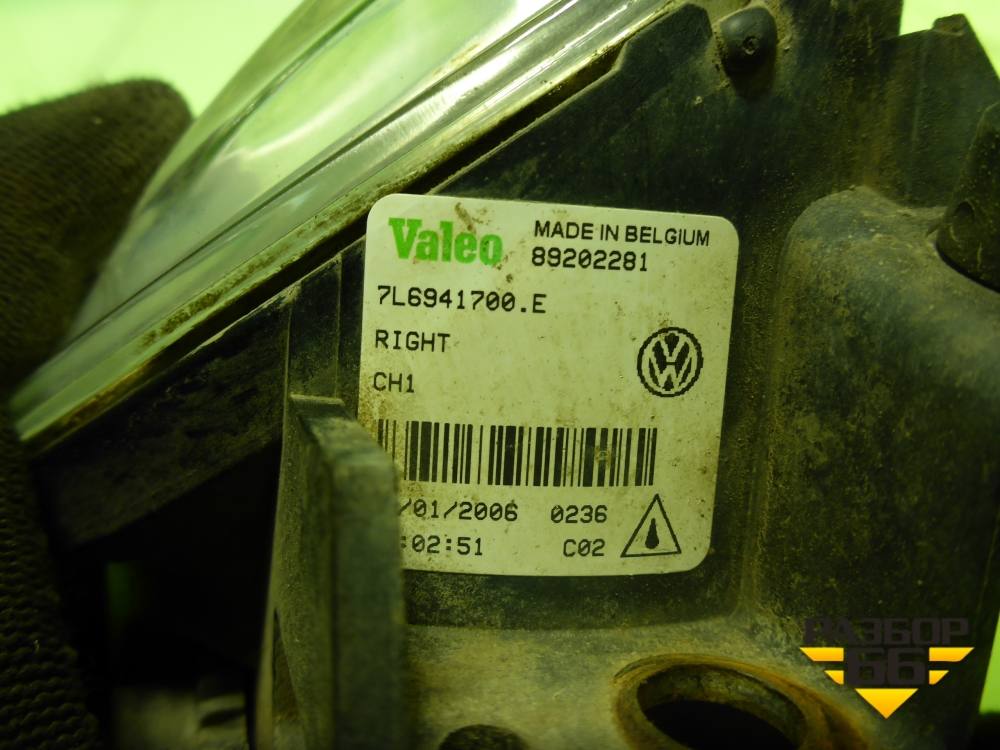 Valeo MADE IN BELGIUM
89202281
7L6941700.E
RIGHT
CH1
/01/2006 0236
:02:51 C02
РАЗБОР
66